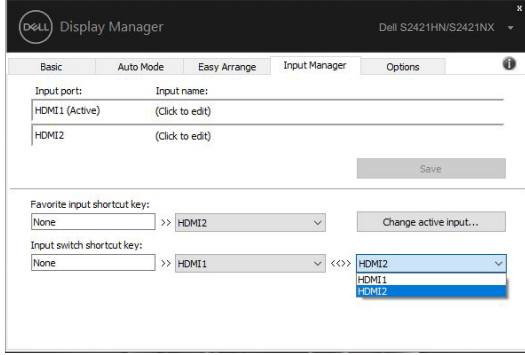 DELL Display Manager
Dell S2421HN/S2421NX
x
Basic
Auto Mode
Easy Arrange
Input Manager
Options
i
Input port:
Input name:
HDMI1 (Active)
(Click to edit)
HDMI2
(Click to edit)
Save
Favorite input shortcut key:
None >> HDMI2
Change active input...
Input switch shortcut key:
None >> HDMI1 <<>> HDMI2
HDMI1
HDMI2